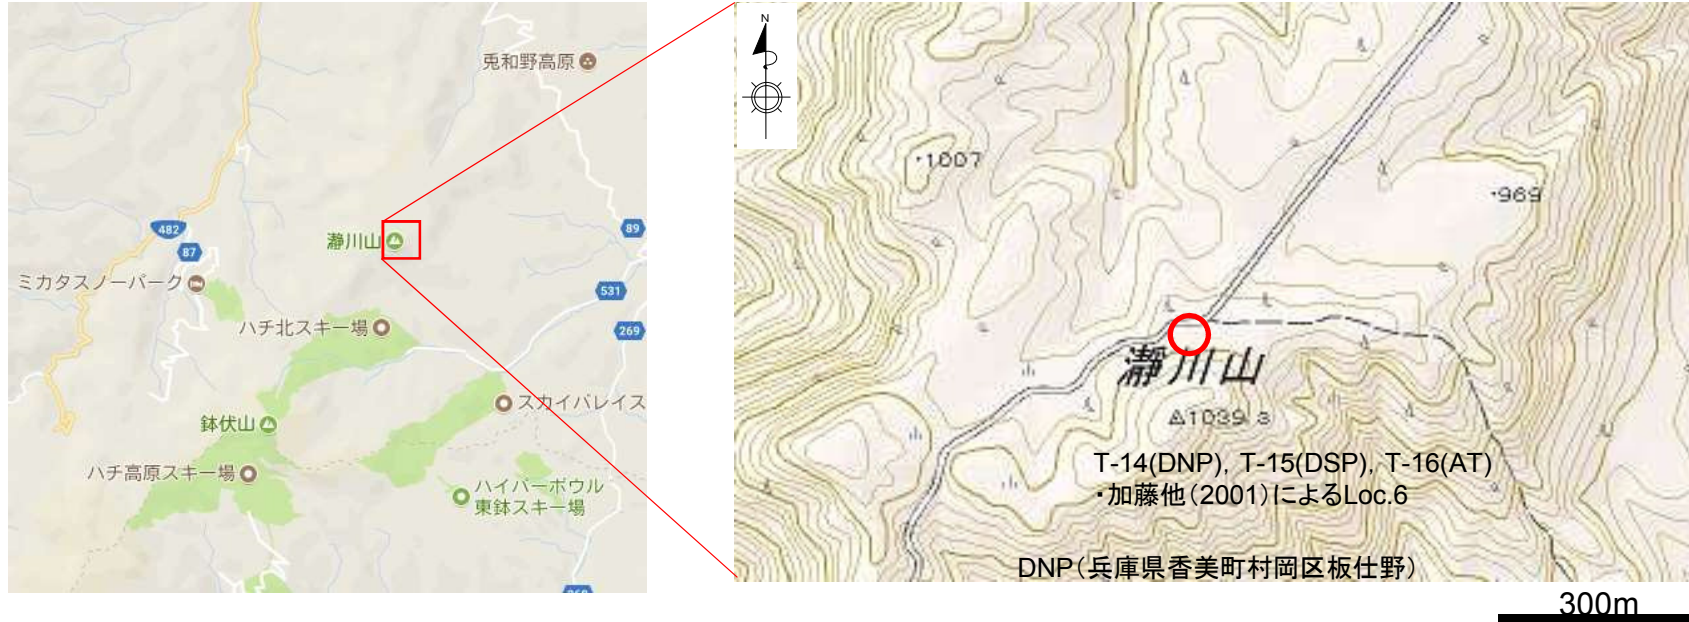 兎和野高原
482
87
瀞川山
89
ミカタスノーパーク
531
ハチ北スキー場
269
スカイバレイス
鉢伏山
ハチ高原スキー場
ハイパーボウル
東鉢スキー場
N
・1007
・969
瀞川山
△1039.3
T-14(DNP), T-15(DSP), T-16(AT)
・加藤他(2001)によるLoc.6
DNP(兵庫県香美町村岡区板仕野)
300m